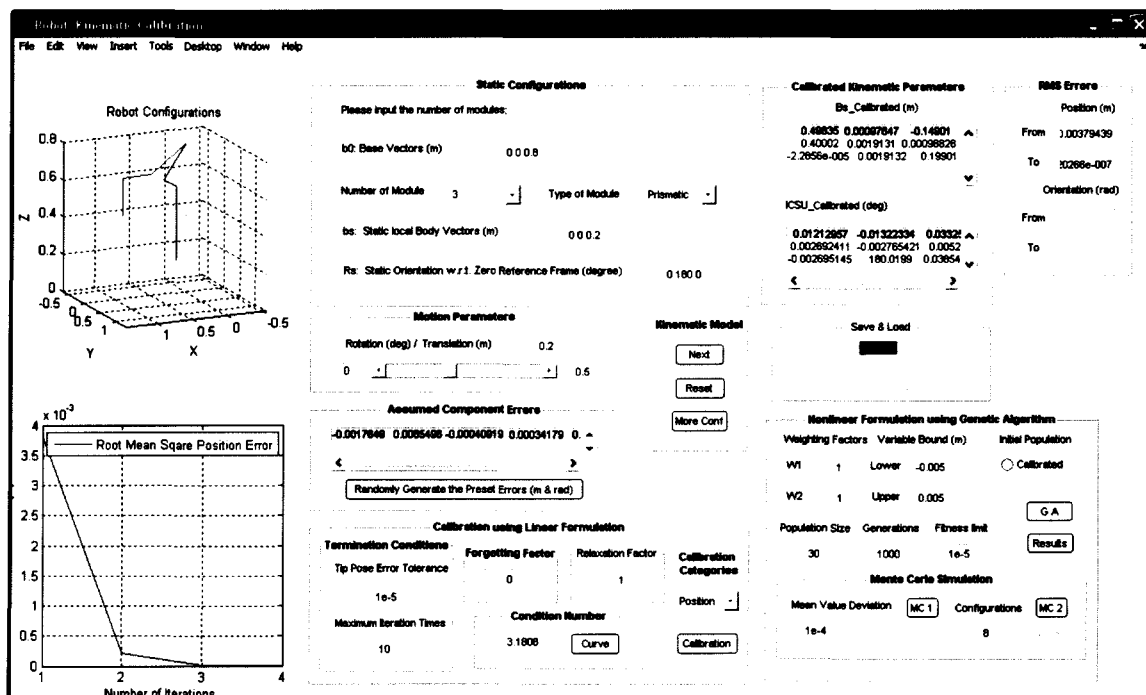 Robot Kinematic Calibration
File Edit View Insert Tools Desktop Window Help
Robot Configurations
0.8
0.6
0.4
0.2
0
Z
-0.5 0 0.5 1
Y
1 0.5 0 -0.5
X
x 10^-3
4
3.5
3
2.5
2
1.5
1
0.5
0
Root Mean Sqare Position Error
1 2 3 4
Number of Iterations
Static Configurations
Please input the number of modules:
b0: Base Vectors (m) 0 0 0.8
Number of Module 3 Type of Module Prismatic
bs: Static local Body Vectors (m) 0 0 0.2
Rs: Static Orientation w.r.t. Zero Reference Frame (degree) 0 180 0
Motion Parameters
Rotation (deg) / Translation (m) 0.2
0 0.5
Kinematic Model
Next
Reset
More Conf
Assumed Component Errors
0.00034179 0.
Randomly Generate the Preset Errors (m & rad)
Calibration using Linear Formulation
Termination Conditions
Tip Pose Error Tolerance
1e-5
Maximum Iteration Times
10
Forgetting Factor
0
Relaxation Factor
1
Condition Number
3.1808 Curve
Calibration Categories
Position
Calibration
Calibrated Kinematic Parameters
Bs_Calibrated (m)
0.49835 0.00097647 -0.14901
0.40002 0.0019131 0.00098826
-2.2656e-005 0.0019132 0.19901
ICSU_Calibrated (deg)
0.01212957 -0.01322334
0.002692411 -0.002765421 0.0052
-0.002695145 180.0199 0.03854
RMS Errors
Position (m)
From 0.00379439
To
Orientation (rad)
From
To
Save & Load
Nonlinear Formulation using Genetic Algorithm
Weighting Factors Variable Bound (m) Initial Population
W1 1 Lower -0.005 Calibrated
W2 1 Upper 0.005
G A
Population Size Generations Fitness limit
30 1000 1e-5
Results
Monte Carle Simulation
Mean Value Deviation MC 1 Configurations MC 2
1e-4 8